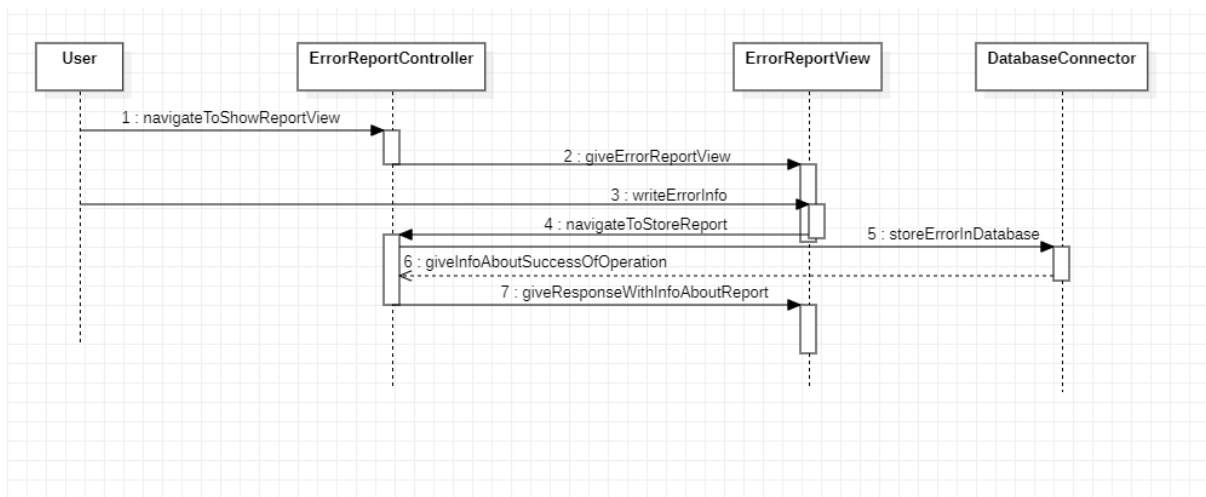 User
ErrorReportController
ErrorReportView
DatabaseConnector
1 : navigateToShowReportView
2 : giveErrorReportView
3 : writeErrorInfo
4 : navigateToStoreReport
5 : storeErrorInDatabase
6 : giveInfoAboutSuccessOfOperation
7 : giveResponseWithInfoAboutReport